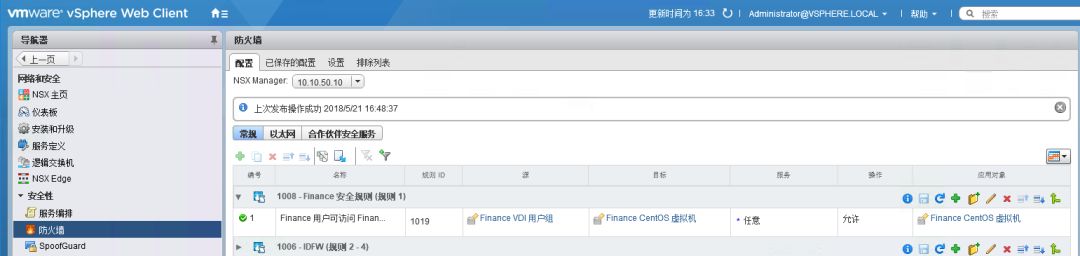 vmware® vSphere Web Client
更新时间为 16:33
Administrator@VSPHERE.LOCAL
帮助
搜索
导航器
上一页
网络和安全
NSX 主页
仪表板
安装和升级
服务定义
逻辑交换机
NSX Edge
安全性
服务编排
防火墙
SpoofGuard
防火墙
配置 已保存的配置 设置 排除列表
NSX Manager: 10.10.50.10
上次发布操作成功 2018/5/21 16:48:37
常规 以太网 合作伙伴安全服务
编号 名称 规则 ID 源 目标 服务 操作 应用对象
1008 - Finance 安全规则 (规则 1)
1 Finance 用户可访问 Finan... 1019 Finance VDI 用户组 Finance CentOS 虚拟机 * 任意 允许 Finance CentOS 虚拟机
1006 - IDFW (规则 2 - 4)